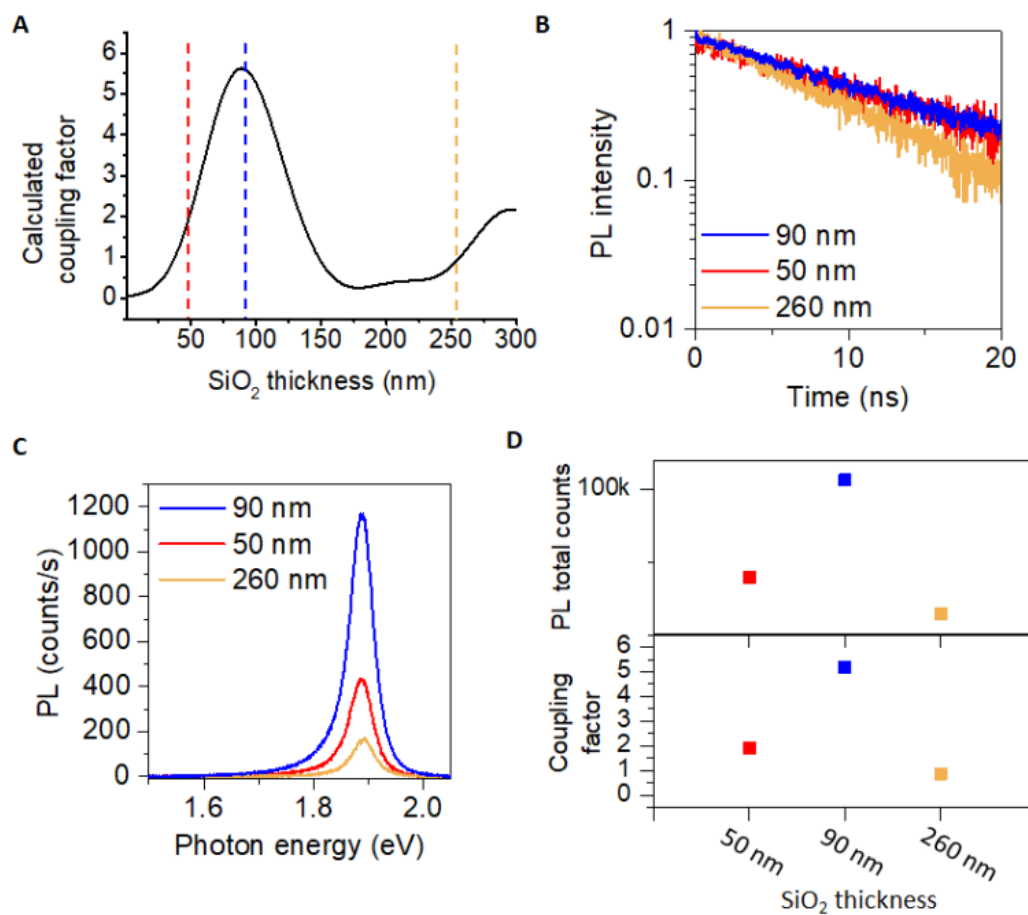 A
Calculated
coupling factor
6
5
4
3
2
1
0
50
100
150
200
250
300
SiO₂ thickness (nm)
B
PL intensity
1
0.1
0.01
90 nm
50 nm
260 nm
0
10
20
Time (ns)
C
PL (counts/s)
1200
1000
800
600
400
200
0
90 nm
50 nm
260 nm
1.6
1.8
2.0
Photon energy (eV)
D
PL total counts
100k
Coupling
factor
6
5
4
3
2
1
0
50 nm
90 nm
260 nm
SiO₂ thickness